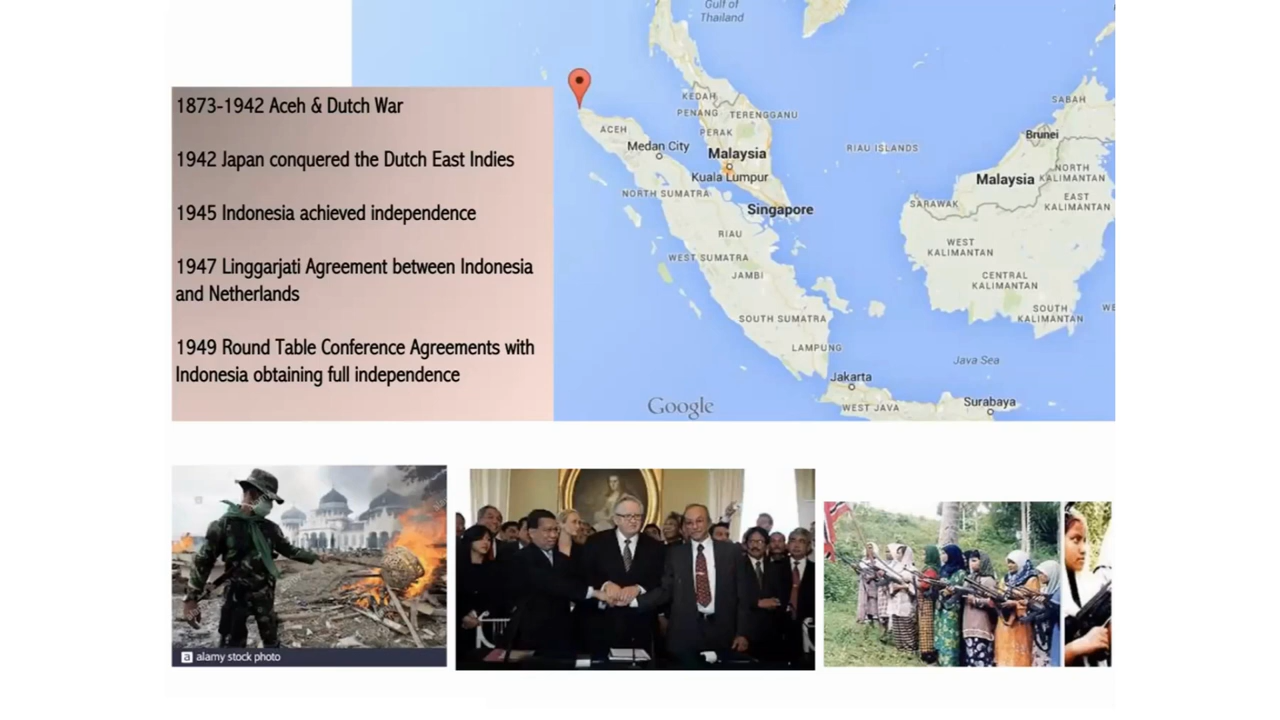 1873-1942 Aceh & Dutch War
1942 Japan conquered the Dutch East Indies
1945 Indonesia achieved independence
1947 Linggarjati Agreement between Indonesia
and Netherlands
1949 Round Table Conference Agreements with
Indonesia obtaining full independence
Gulf of
Thailand
KEDAH
PENANG
TERENGGANU
PERAK
ACEH
Medan City
Malaysia
Kuala Lumpur
NORTH SUMATRA
Singapore
RIAU
WEST SUMATRA
JAMBI
SOUTH SUMATRA
LAMPUNG
Jakarta
WEST JAVA
Surabaya
Java Sea
RIAU ISLANDS
SABAH
Brunei
Malaysia
NORTH
KALIMANTAN
EAST
KALIMANTAN
SARAWAK
WEST
KALIMANTAN
CENTRAL
KALIMANTAN
SOUTH
KALIMANTAN
WE
Google
a alamy stock photo